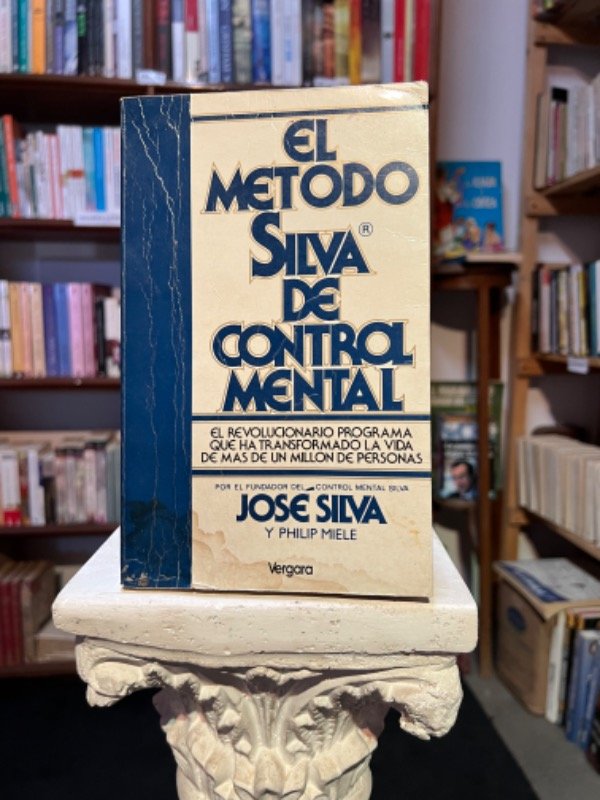 EL
METODO
SILVA®
DE
CONTROL
MENTAL
EL REVOLUCIONARIO PROGRAMA
QUE HA TRANSFORMADO LA VIDA
DE MAS DE UN MILLON DE PERSONAS
POR EL FUNDADOR DEL CONTROL MENTAL SILVA
JOSE SILVA
Y PHILIP MIELE
Vergara